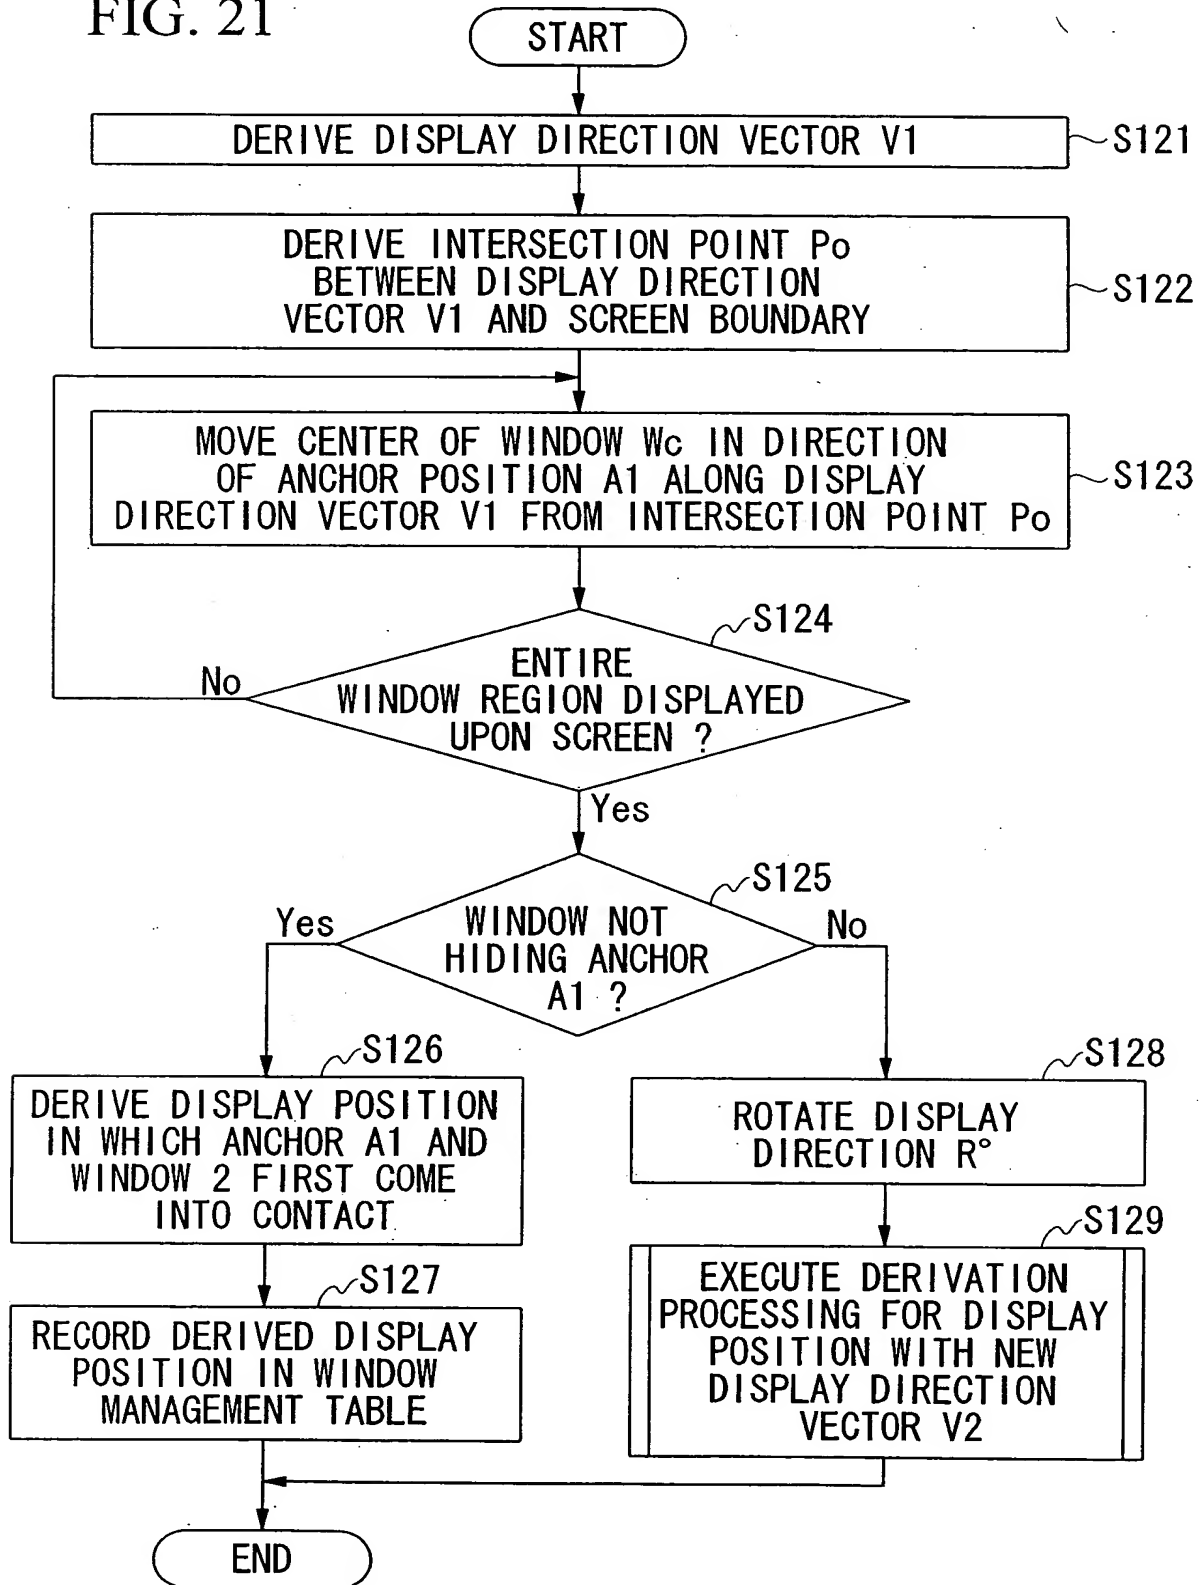 FIG. 21
START
DERIVE DISPLAY DIRECTION VECTOR V1
S121
DERIVE INTERSECTION POINT Po
BETWEEN DISPLAY DIRECTION
VECTOR V1 AND SCREEN BOUNDARY
S122
MOVE CENTER OF WINDOW Wc IN DIRECTION
OF ANCHOR POSITION A1 ALONG DISPLAY
DIRECTION VECTOR V1 FROM INTERSECTION POINT Po
S123
S124
ENTIRE
WINDOW REGION DISPLAYED
UPON SCREEN ?
No
Yes
S125
WINDOW NOT
HIDING ANCHOR
A1 ?
Yes
No
S126
DERIVE DISPLAY POSITION
IN WHICH ANCHOR A1 AND
WINDOW 2 FIRST COME
INTO CONTACT
S128
ROTATE DISPLAY
DIRECTION R°
S127
RECORD DERIVED DISPLAY
POSITION IN WINDOW
MANAGEMENT TABLE
S129
EXECUTE DERIVATION
PROCESSING FOR DISPLAY
POSITION WITH NEW
DISPLAY DIRECTION
VECTOR V2
END